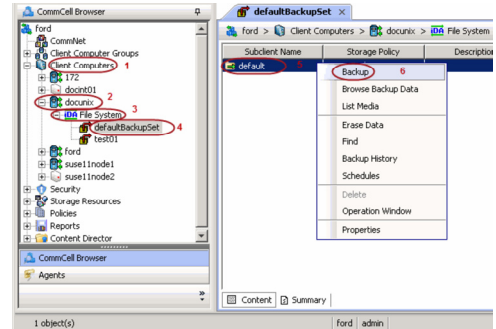 CommCell Browser
ford
CommNet
Client Computer Groups
Client Computers 1
172
docint01
docunix 2
File System 3
defaultBackupSet 4
test01
ford
suse11node1
suse11node2
Security
Storage Resources
Policies
Reports
Content Director
CommCell Browser
Agents
1 object(s)
defaultBackupSet
ford > Client Computers > docunix > iDA File System >
Subclient Name Storage Policy Description
default 5
Backup 6
Browse Backup Data
List Media
Erase Data
Find
Backup History
Schedules
Delete
Operation Window
Properties
Content Summary
ford admin